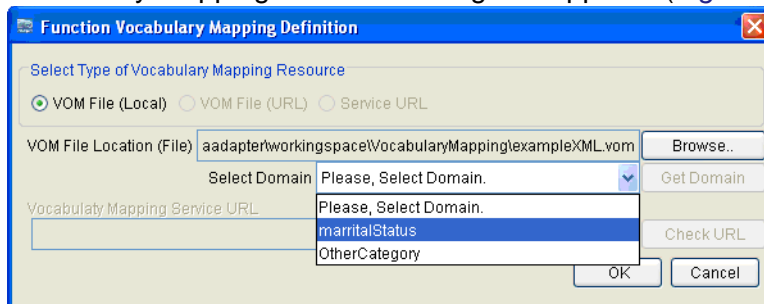 Function Vocabulary Mapping Definition
Select Type of Vocabulary Mapping Resource
VOM File (Local) VOM File (URL) Service URL
VOM File Location (File) aadapter\workingspace\VocabularyMapping\exampleXML.vom Browse..
Select Domain Please, Select Domain. Get Domain
Vocabulaty Mapping Service URL Please, Select Domain.
marritalStatus Check URL
OtherCategory
OK Cancel